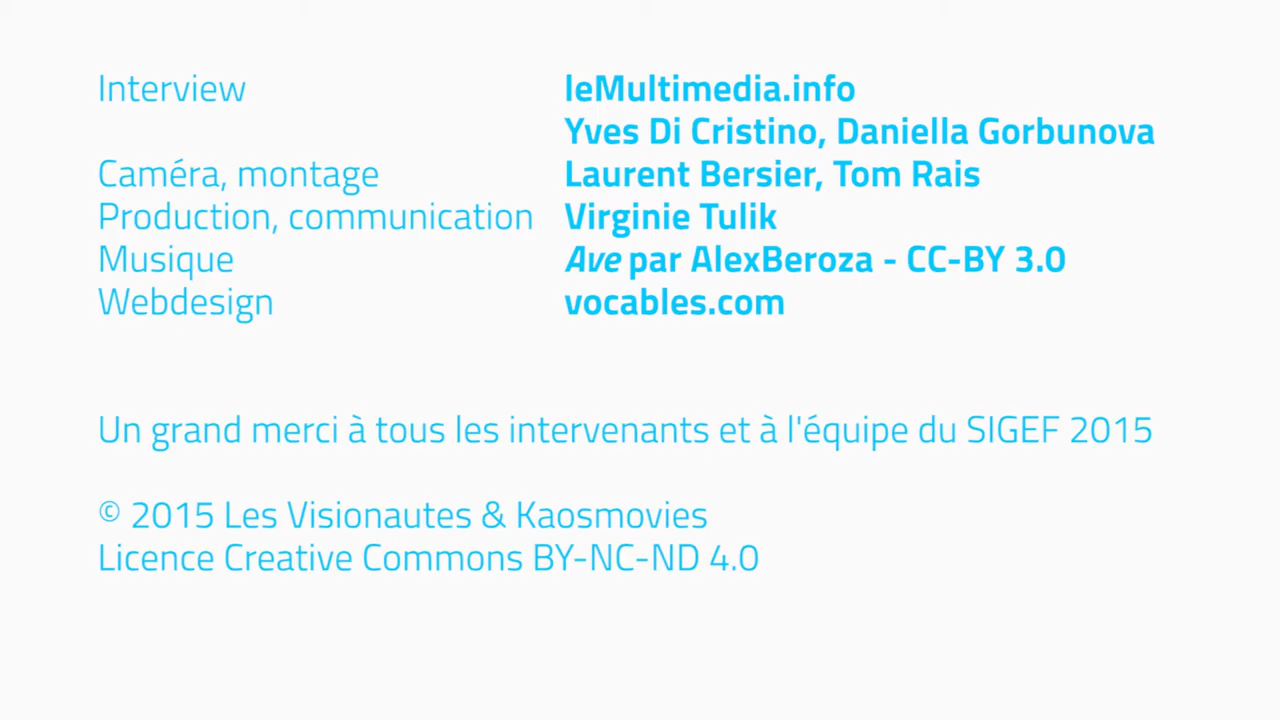 Interview leMultimedia.info
Yves Di Cristino, Daniella Gorbunova
Caméra, montage Laurent Bersier, Tom Rais
Production, communication Virginie Tulik
Musique Ave par AlexBeroza - CC-BY 3.0
Webdesign vocables.com
Un grand merci à tous les intervenants et à l'équipe du SIGEF 2015
© 2015 Les Visionautes & Kaosmovies
Licence Creative Commons BY-NC-ND 4.0